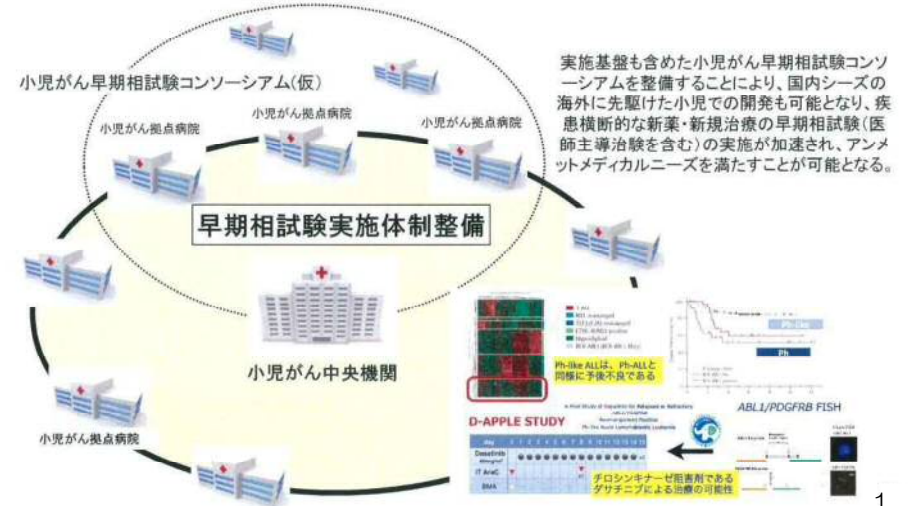 小児がん早期相試験コンソーシアム(仮)
小児がん拠点病院
小児がん拠点病院
小児がん拠点病院
実施基盤も含めた小児がん早期相試験コンソ
ーシアムを整備することにより、国内シーズの
海外に先駆けた小児での開発も可能となり、疾
患横断的な新薬・新規治療の早期相試験(医
師主導治験を含む)の実施が加速され、アンメ
ットメディカルニーズを満たすことが可能となる。
早期相試験実施体制整備
小児がん中央機関
小児がん拠点病院
Ph-like ALLは、Ph-ALLと
同様に予後不良である
Ph-like
Ph
D-APPLE STUDY
ABL1/PDGFRB FISH
day
Dasatinib
IT AraC
BMA
チロシンキナーゼ阻害剤である
ダサチニブによる治療の可能性
1